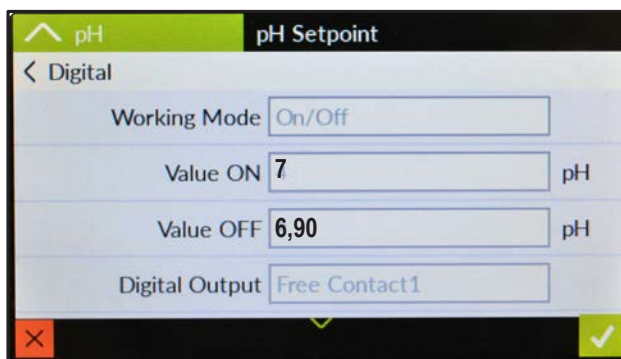 pH pH Setpoint
Digital
Working Mode On/Off
Value ON 7 pH
Value OFF 6,90 pH
Digital Output Free Contact1